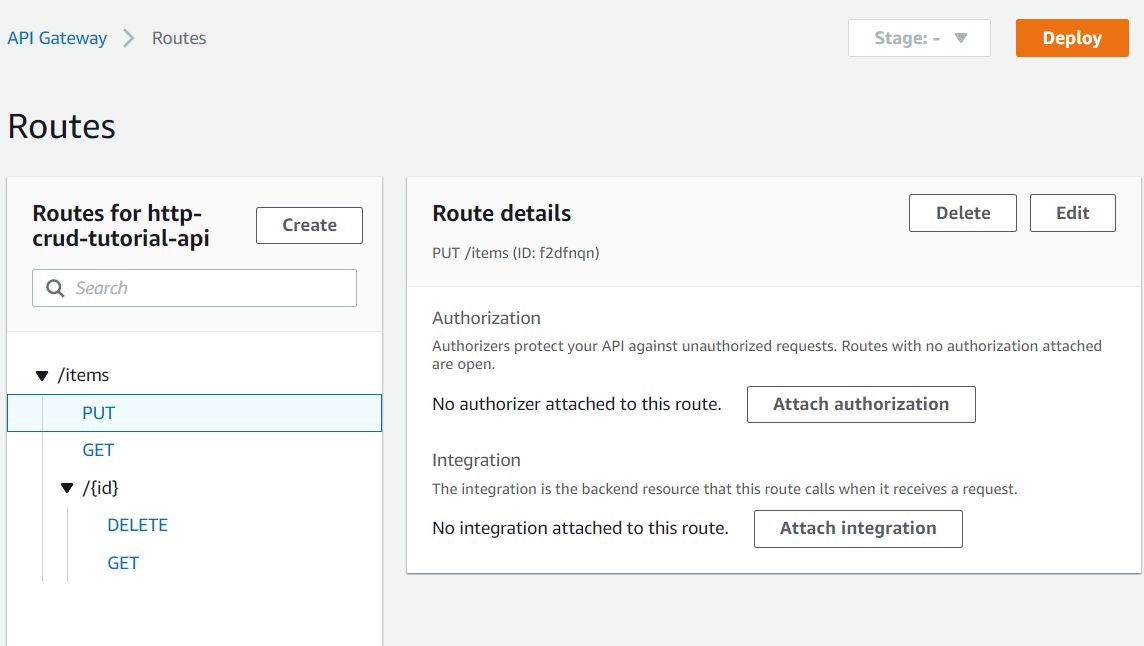 API Gateway Routes Stage: - Deploy
Routes
Routes for http-
crud-tutorial-api
Create
Search
/items
PUT
GET
/{id}
DELETE
GET
Route details
Delete Edit
PUT /items (ID: f2dfnqn)
Authorization
Authorizers protect your API against unauthorized requests. Routes with no authorization attached
are open.
No authorizer attached to this route. Attach authorization
Integration
The integration is the backend resource that this route calls when it receives a request.
No integration attached to this route. Attach integration